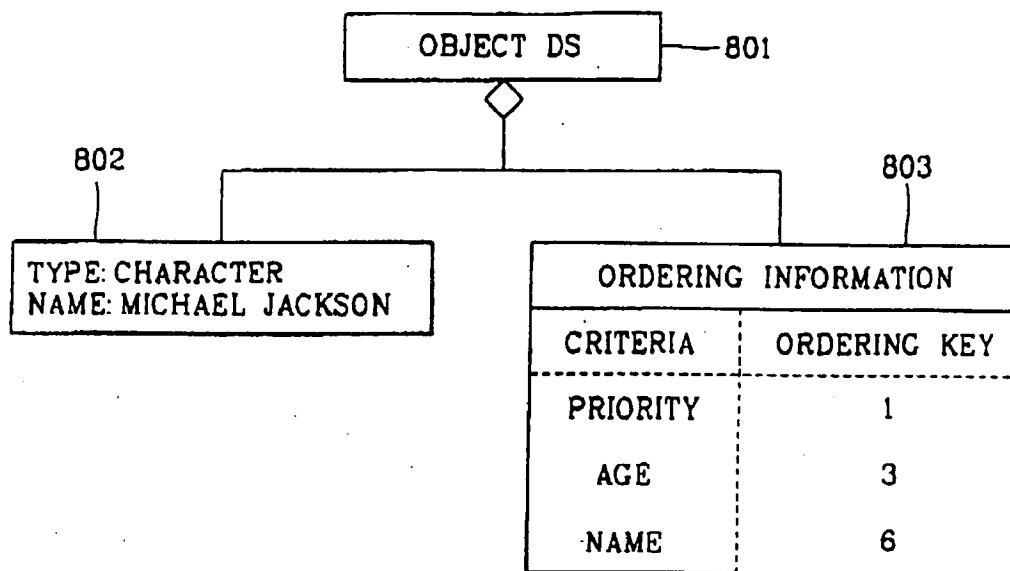 OBJECT DS
801
802
803
TYPE: CHARACTER
NAME: MICHAEL JACKSON
ORDERING INFORMATION
CRITERIA ORDERING KEY
PRIORITY 1
AGE 3
NAME 6